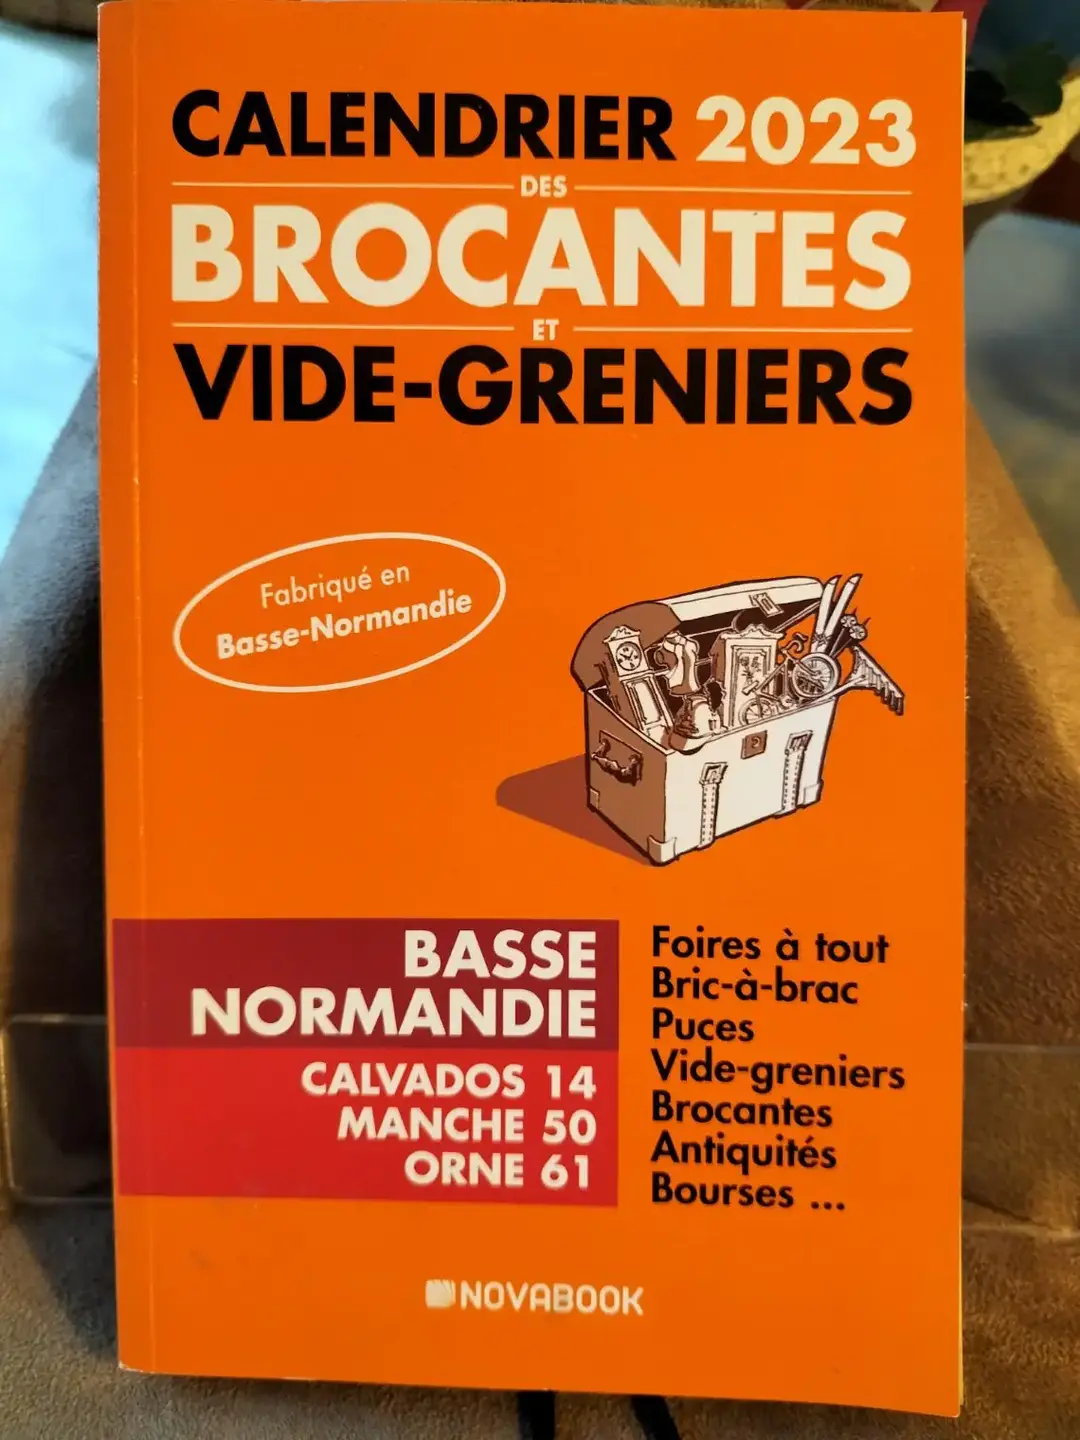 CALENDRIER 2023
DES
BROCANTES
ET
VIDE-GRENIERS
Fabriqué en
Basse-Normandie
BASSE
NORMANDIE
CALVADOS 14
MANCHE 50
ORNE 61
Foires à tout
Bric-à-brac
Puces
Vide-greniers
Brocantes
Antiquités
Bourses ...
NOVABOOK